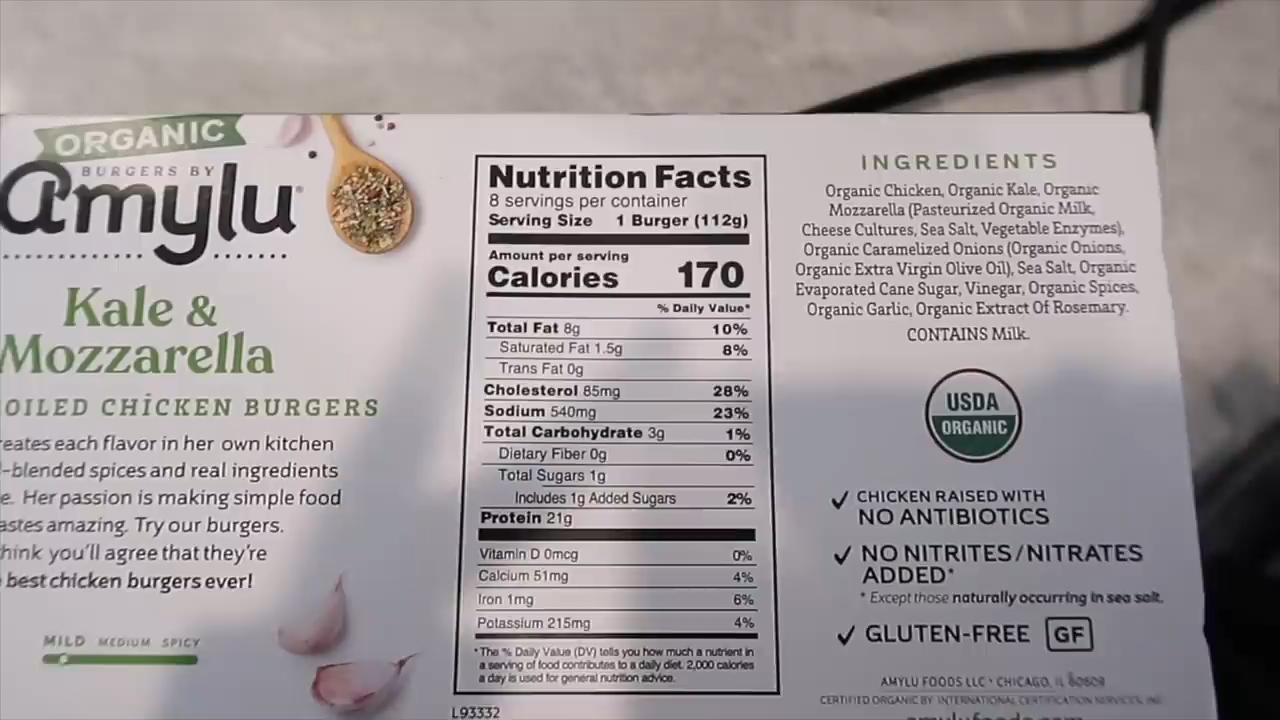 ORGANIC
BURGERS BY
amylu
Kale &
Mozzarella
OILED CHICKEN BURGERS
eates each flavor in her own kitchen
-blended spices and real ingredients
e. Her passion is making simple food
astes amazing. Try our burgers.
hink you'll agree that they're
best chicken burgers ever!
MILD MEDIUM SPICY
Nutrition Facts
8 servings per container
Serving Size 1 Burger (112g)
Amount per serving
Calories 170
% Daily Value*
Total Fat 8g 10%
Saturated Fat 1.5g 8%
Trans Fat 0g
Cholesterol 85mg 28%
Sodium 540mg 23%
Total Carbohydrate 3g 1%
Dietary Fiber 0g 0%
Total Sugars 1g
Includes 1g Added Sugars 2%
Protein 21g
Vitamin D 0mcg 0%
Calcium 51mg 4%
Iron 1mg 6%
Potassium 215mg 4%
*The % Daily Value (DV) tells you how much a nutrient in
a serving of food contributes to a daily diet. 2,000 calories
a day is used for general nutrition advice.
L93332
INGREDIENTS
Organic Chicken, Organic Kale, Organic
Mozzarella (Pasteurized Organic Milk,
Cheese Cultures, Sea Salt, Vegetable Enzymes),
Organic Caramelized Onions (Organic Onions,
Organic Extra Virgin Olive Oil), Sea Salt, Organic
Evaporated Cane Sugar, Vinegar, Organic Spices,
Organic Garlic, Organic Extract Of Rosemary.
CONTAINS Milk.
USDA
ORGANIC
CHICKEN RAISED WITH
NO ANTIBIOTICS
NO NITRITES/NITRATES
ADDED*
* Except those naturally occurring in sea salt.
GLUTEN-FREE GF
AMYLU FOODS LLC • CHICAGO, IL 60609
CERTIFIED ORGANIC BY INTERNATIONAL CERTIFICATION SERVICES, INC
amylufoods.com